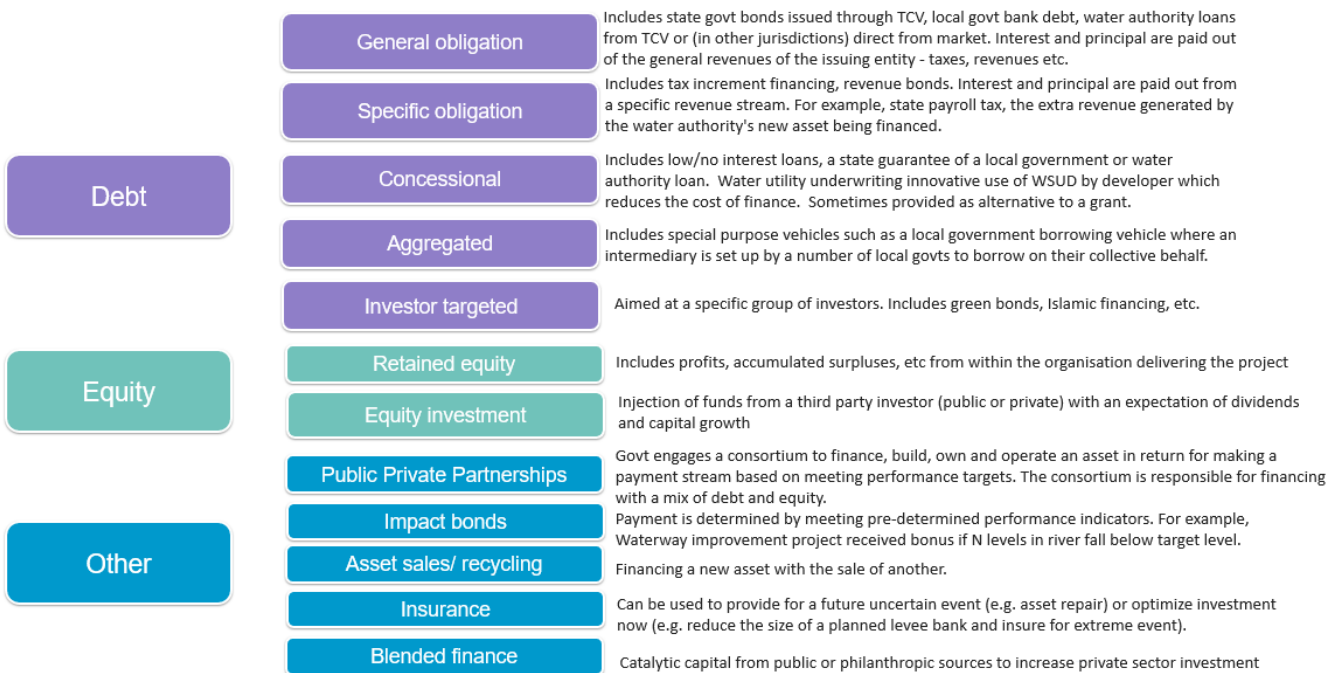 General obligation
Includes state govt bonds issued through TCV, local govt bank debt, water authority loans
from TCV or (in other jurisdictions) direct from market. Interest and principal are paid out
of the general revenues of the issuing entity - taxes, revenues etc.
Specific obligation
Includes tax increment financing, revenue bonds. Interest and principal are paid out from
a specific revenue stream. For example, state payroll tax, the extra revenue generated by
the water authority's new asset being financed.
Debt
Concessional
Includes low/no interest loans, a state guarantee of a local government or water
authority loan. Water utility underwriting innovative use of WSUD by developer which
reduces the cost of finance. Sometimes provided as alternative to a grant.
Aggregated
Includes special purpose vehicles such as a local government borrowing vehicle where an
intermediary is set up by a number of local govts to borrow on their collective behalf.
Investor targeted
Aimed at a specific group of investors. Includes green bonds, Islamic financing, etc.
Equity
Retained equity
Includes profits, accumulated surpluses, etc from within the organisation delivering the project
Equity investment
Injection of funds from a third party investor (public or private) with an expectation of dividends
and capital growth
Other
Public Private Partnerships
Govt engages a consortium to finance, build, own and operate an asset in return for making a
payment stream based on meeting performance targets. The consortium is responsible for financing
with a mix of debt and equity.
Impact bonds
Payment is determined by meeting pre-determined performance indicators. For example,
Waterway improvement project received bonus if N levels in river fall below target level.
Asset sales/ recycling
Financing a new asset with the sale of another.
Insurance
Can be used to provide for a future uncertain event (e.g. asset repair) or optimize investment
now (e.g. reduce the size of a planned levee bank and insure for extreme event).
Blended finance
Catalytic capital from public or philanthropic sources to increase private sector investment